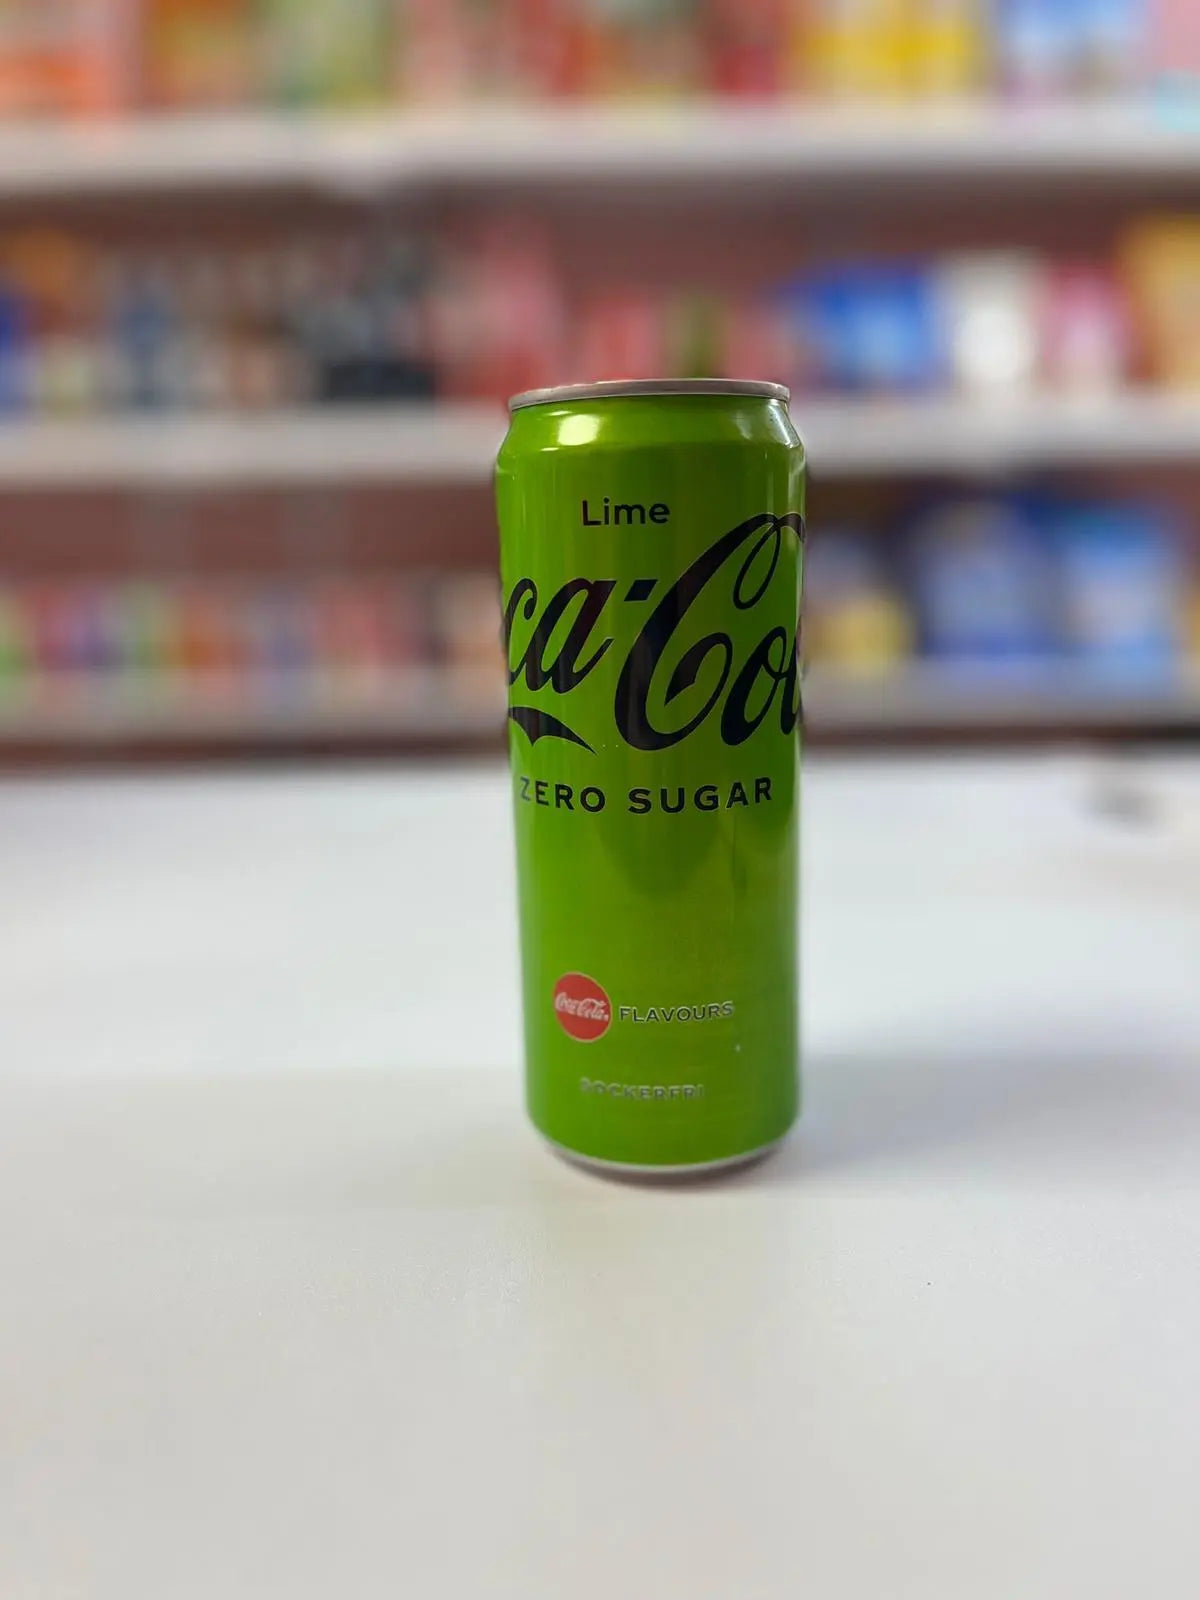 Lime
ca-Col
ZERO SUGAR
Coca-Cola
FLAVOURS
SOCKERFRI